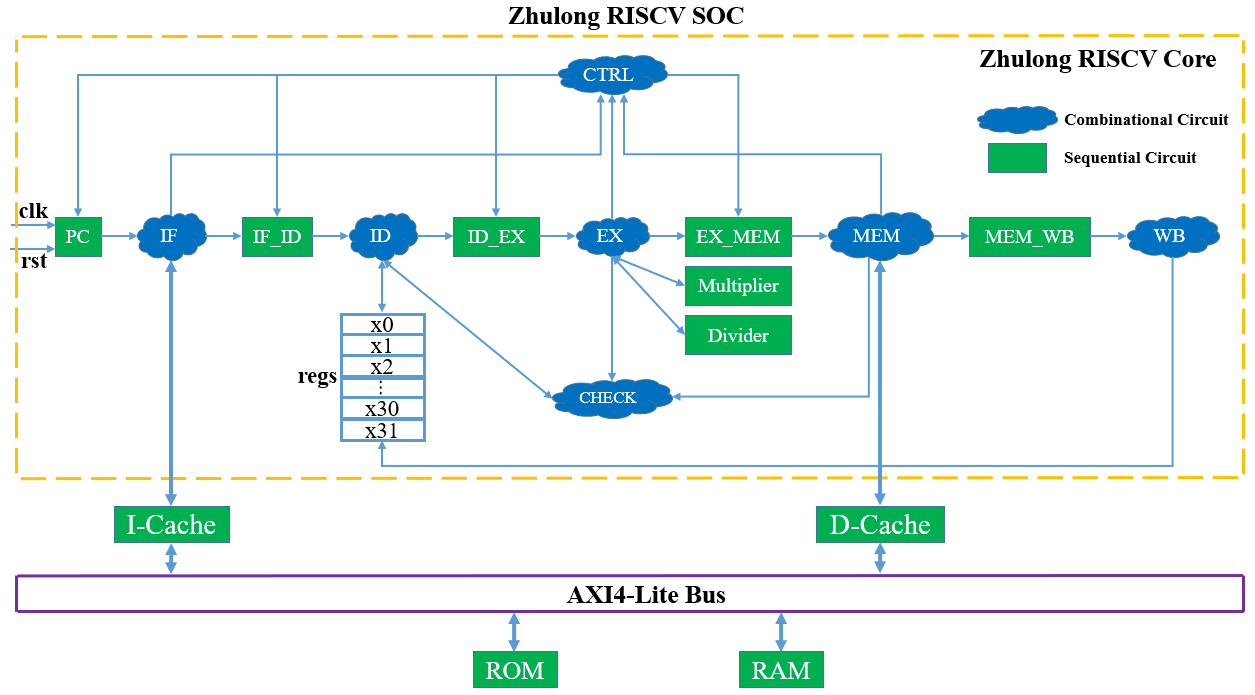 Zhulong RISCV SOC
Zhulong RISCV Core
CTRL
Combinational Circuit
Sequential Circuit
clk
rst
PC
IF
IF_ID
ID
ID_EX
EX
EX_MEM
MEM
MEM_WB
WB
Multiplier
Divider
regs
x0
x1
x2
⋮
x30
x31
CHECK
I-Cache
D-Cache
AXI4-Lite Bus
ROM
RAM